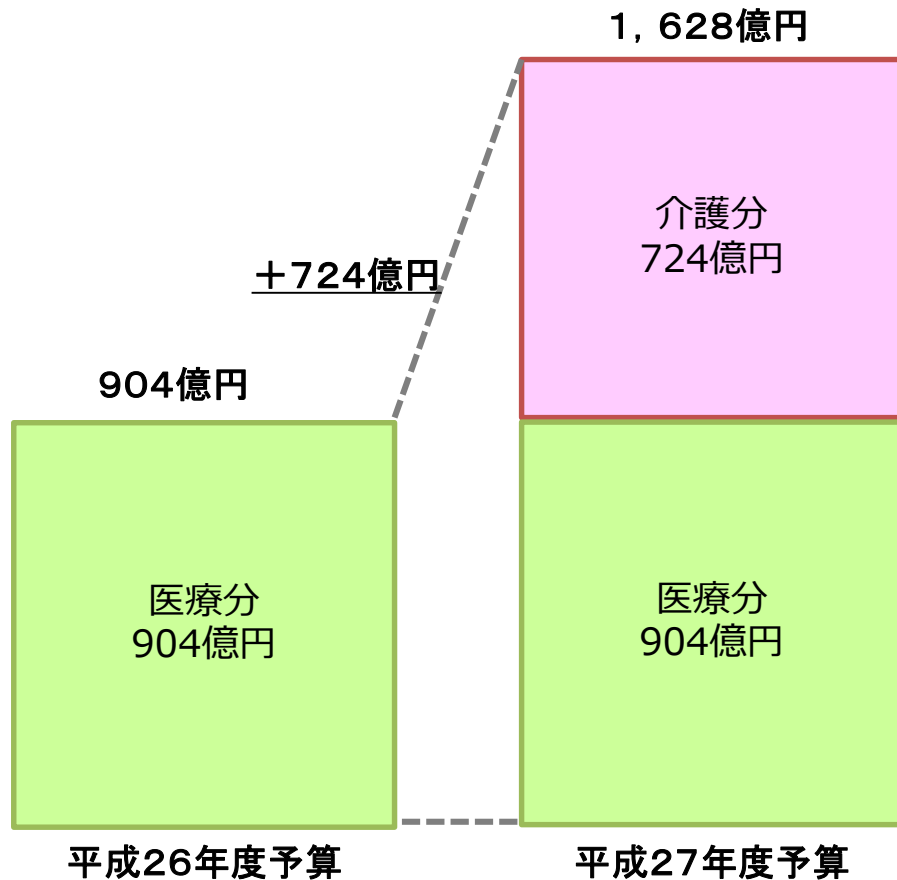 1，628億円
介護分
724億円
＋724億円
904億円
医療分
904億円
医療分
904億円
平成26年度予算
平成27年度予算